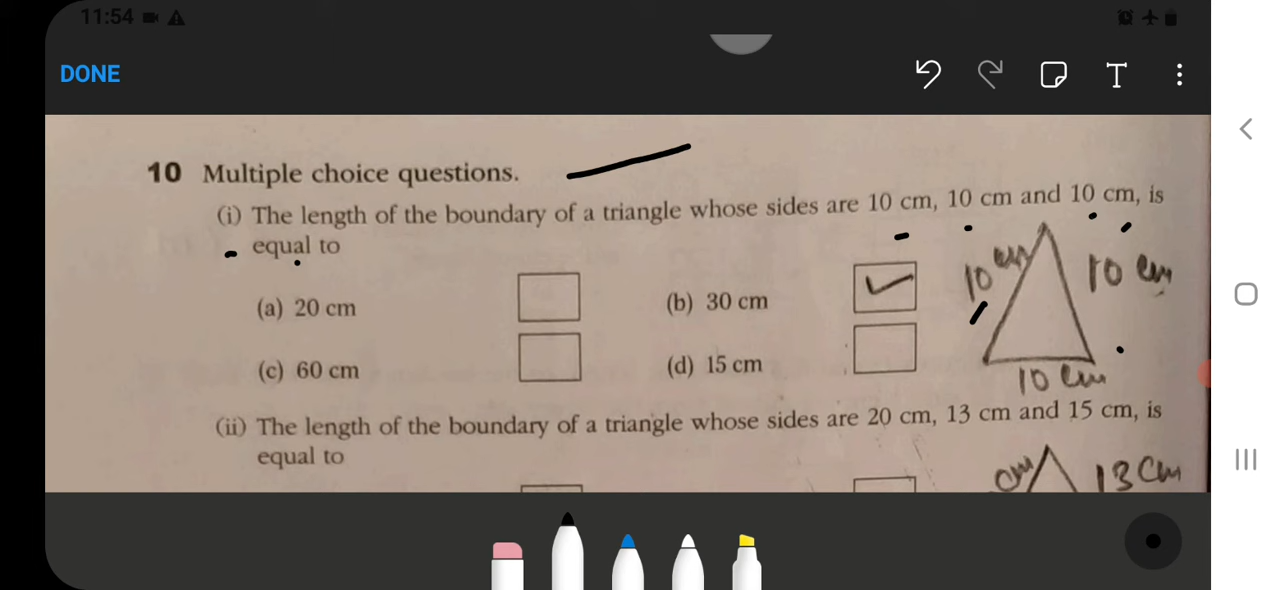 11:54
DONE
T
10 Multiple choice questions.
(i) The length of the boundary of a triangle whose sides are 10 cm, 10 cm and 10 cm, is
equal to
10 cm
10 cm
(a) 20 cm
(b) 30 cm
(c) 60 cm
(d) 15 cm
10 cm
(ii) The length of the boundary of a triangle whose sides are 20 cm, 13 cm and 15 cm, is
equal to
cm
13 cm